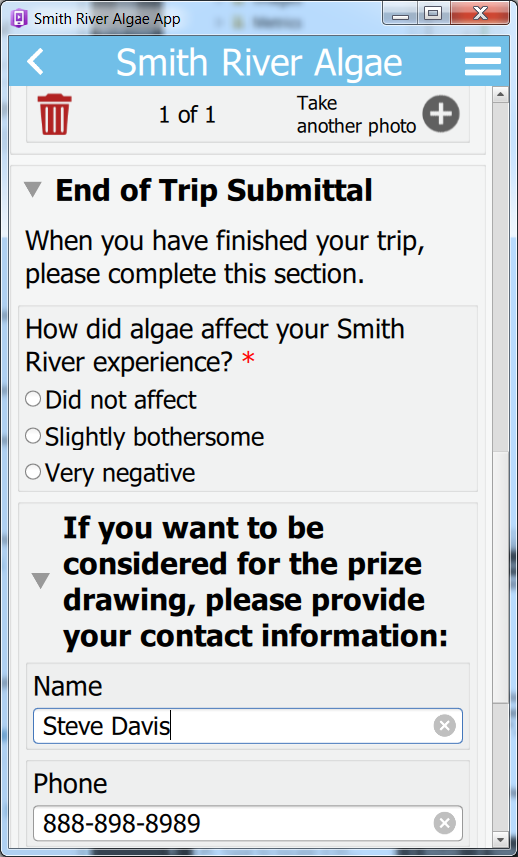 Smith River Algae App
Smith River Algae
1 of 1
Take
another photo
End of Trip Submittal
When you have finished your trip,
please complete this section.
How did algae affect your Smith
River experience? *
Did not affect
Slightly bothersome
Very negative
If you want to be
considered for the prize
drawing, please provide
your contact information:
Name
Steve Davis
Phone
888-898-8989